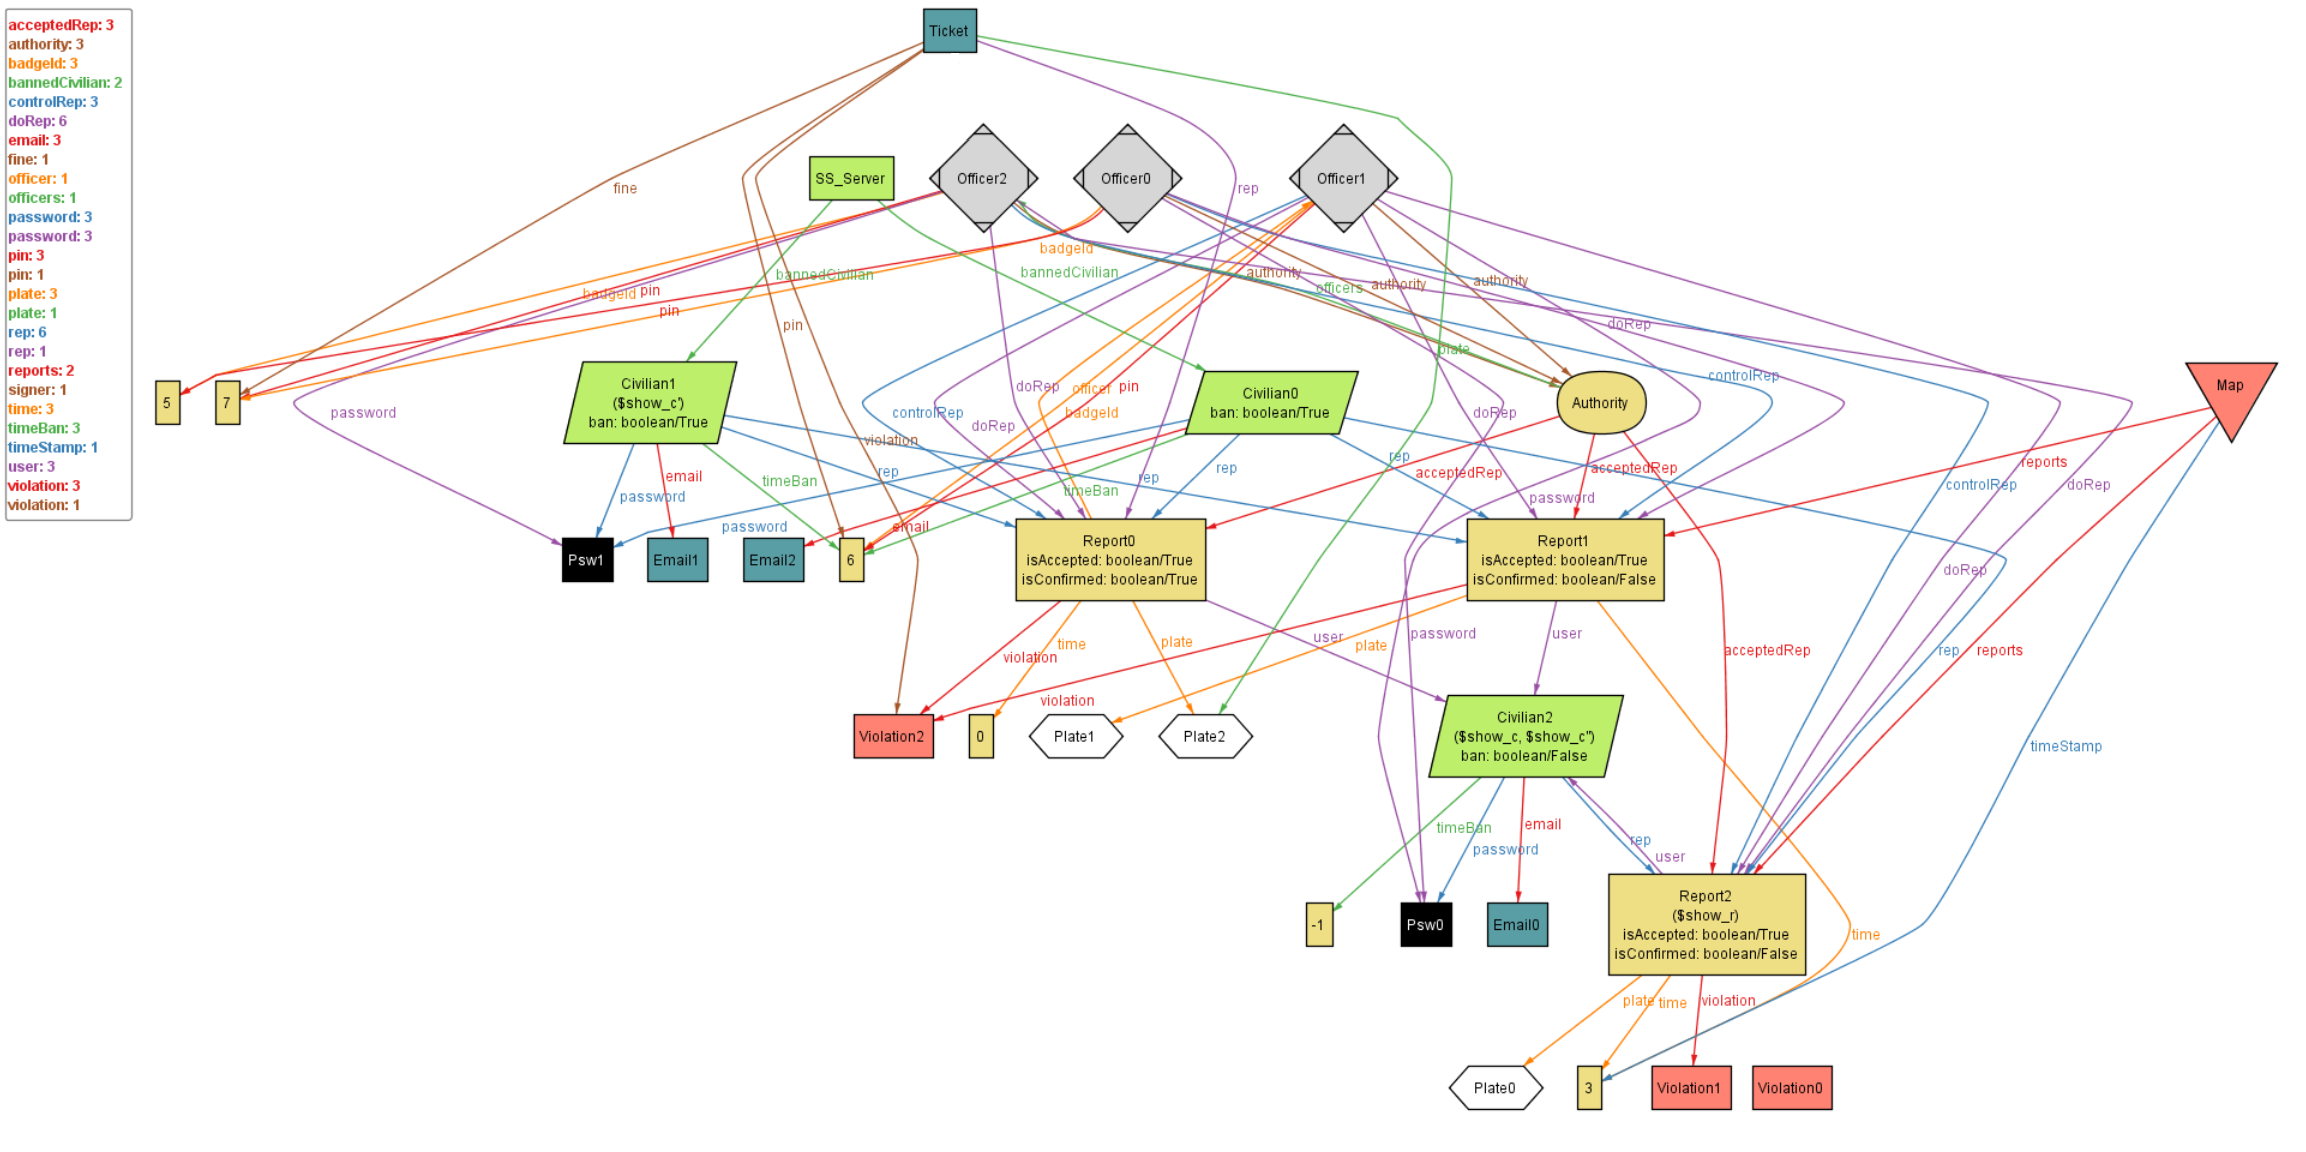 acceptedRep: 3
authority: 3
badgeId: 3
bannedCivilian: 2
controlRep: 3
doRep: 6
email: 3
fine: 1
officer: 1
officers: 1
password: 3
password: 3
pin: 3
pin: 1
plate: 3
plate: 1
rep: 6
rep: 1
reports: 2
signer: 1
time: 3
timeBan: 3
timeStamp: 1
user: 3
violation: 3
violation: 1
Ticket
SS_Server
Officer2
Officer0
Officer1
fine
rep
badgeId
bannedCivilian
bannedCivilian
authority
officers
authority
authority
badgeId
pin
pin
pin
doRep
plate
5
7
Civilian1
($show_c')
ban: boolean/True
Civilian0
ban: boolean/True
Authority
Map
controlRep
password
doRep
officer
pin
badgeId
controlRep
doRep
doRep
violation
email
timeBan
rep
rep
rep
rep
acceptedRep
acceptedRep
reports
controlRep
doRep
password
timeBan
password
password
email
Psw1
Email1
Email2
6
Report0
isAccepted: boolean/True
isConfirmed: boolean/True
Report1
isAccepted: boolean/True
isConfirmed: boolean/False
doRep
violation
time
plate
user
plate
password
user
acceptedRep
rep
reports
violation
Violation2
0
Plate1
Plate2
Civilian2
($show_c, $show_c")
ban: boolean/False
timeStamp
timeBan
password
email
rep
user
-1
Psw0
Email0
Report2
($show_r)
isAccepted: boolean/True
isConfirmed: boolean/False
time
plate
time
violation
Plate0
3
Violation1
Violation0